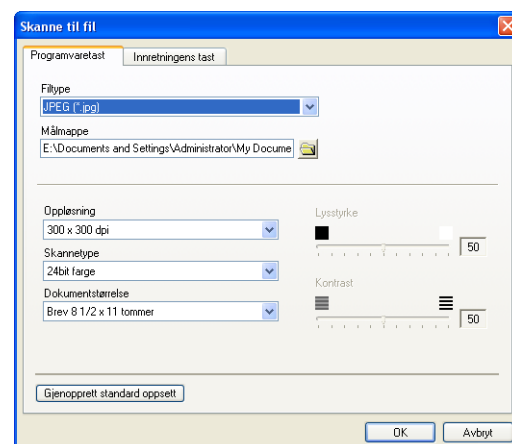 Skanne til fil
Programvaretast Innretningens tast
Filtype
JPEG (*.jpg)
Målmappe
E:\Documents and Settings\Administrator\My Docume
Oppløsning
300 x 300 dpi
Skannetype
24bit farge
Dokumentstørrelse
Brev 8 1/2 x 11 tommer
Lysstyrke
50
Kontrast
50
Gjenopprett standard oppsett
OK Avbryt